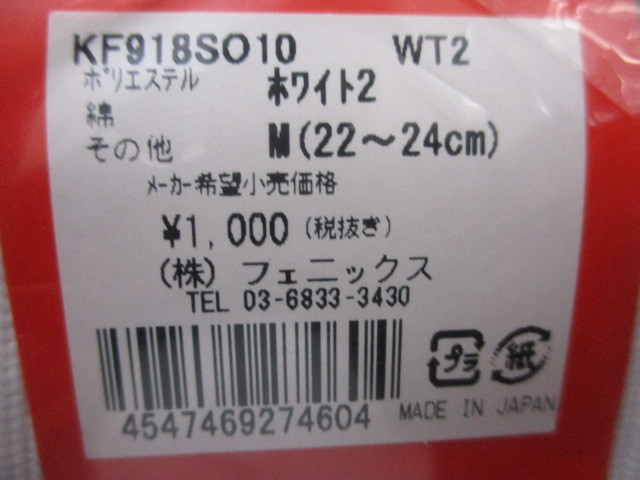 KF918SO10 WT2
ポリエステル ホワイト2
綿
その他 M(22～24cm)
メーカー希望小売価格
¥1,000(税抜き)
(株) フェニックス
TEL 03-6833-3430
プラ 紙
4547469274604 MADE IN JAPAN